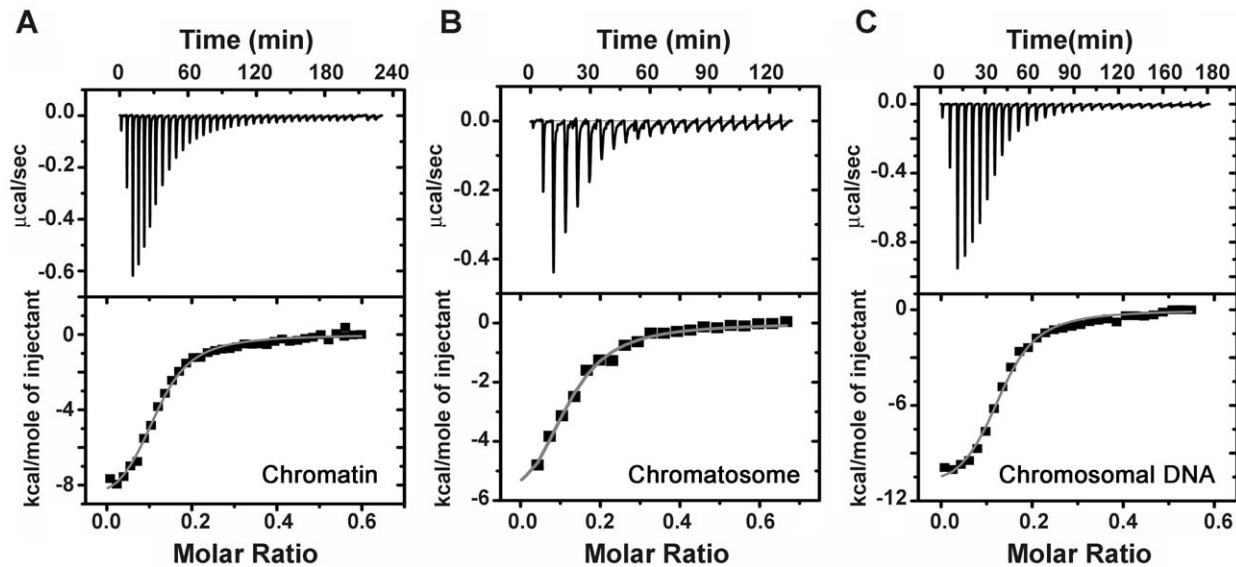 A
Time (min)
0 60 120 180 240
0.0
-0.2
-0.4
-0.6
µcal/sec
0
-4
-8
kcal/mole of injectant
Chromatin
0.0 0.2 0.4 0.6
Molar Ratio
B
Time (min)
0 30 60 90 120
0.0
-0.2
-0.4
µcal/sec
0
-2
-4
-6
kcal/mole of injectant
Chromatosome
0.0 0.2 0.4 0.6
Molar Ratio
C
Time(min)
0 30 60 90 120 160 180
0.0
-0.4
-0.8
µcal/sec
0
-6
-12
kcal/mole of injectant
Chromosomal DNA
0.0 0.2 0.4 0.6
Molar Ratio